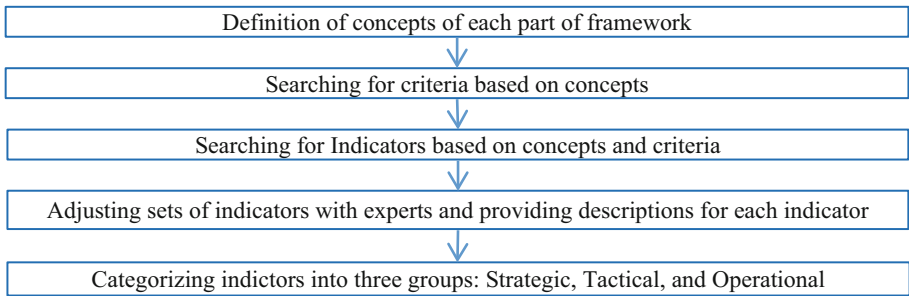 Definition of concepts of each part of framework
Searching for criteria based on concepts
Searching for Indicators based on concepts and criteria
Adjusting sets of indicators with experts and providing descriptions for each indicator
Categorizing indictors into three groups: Strategic, Tactical, and Operational